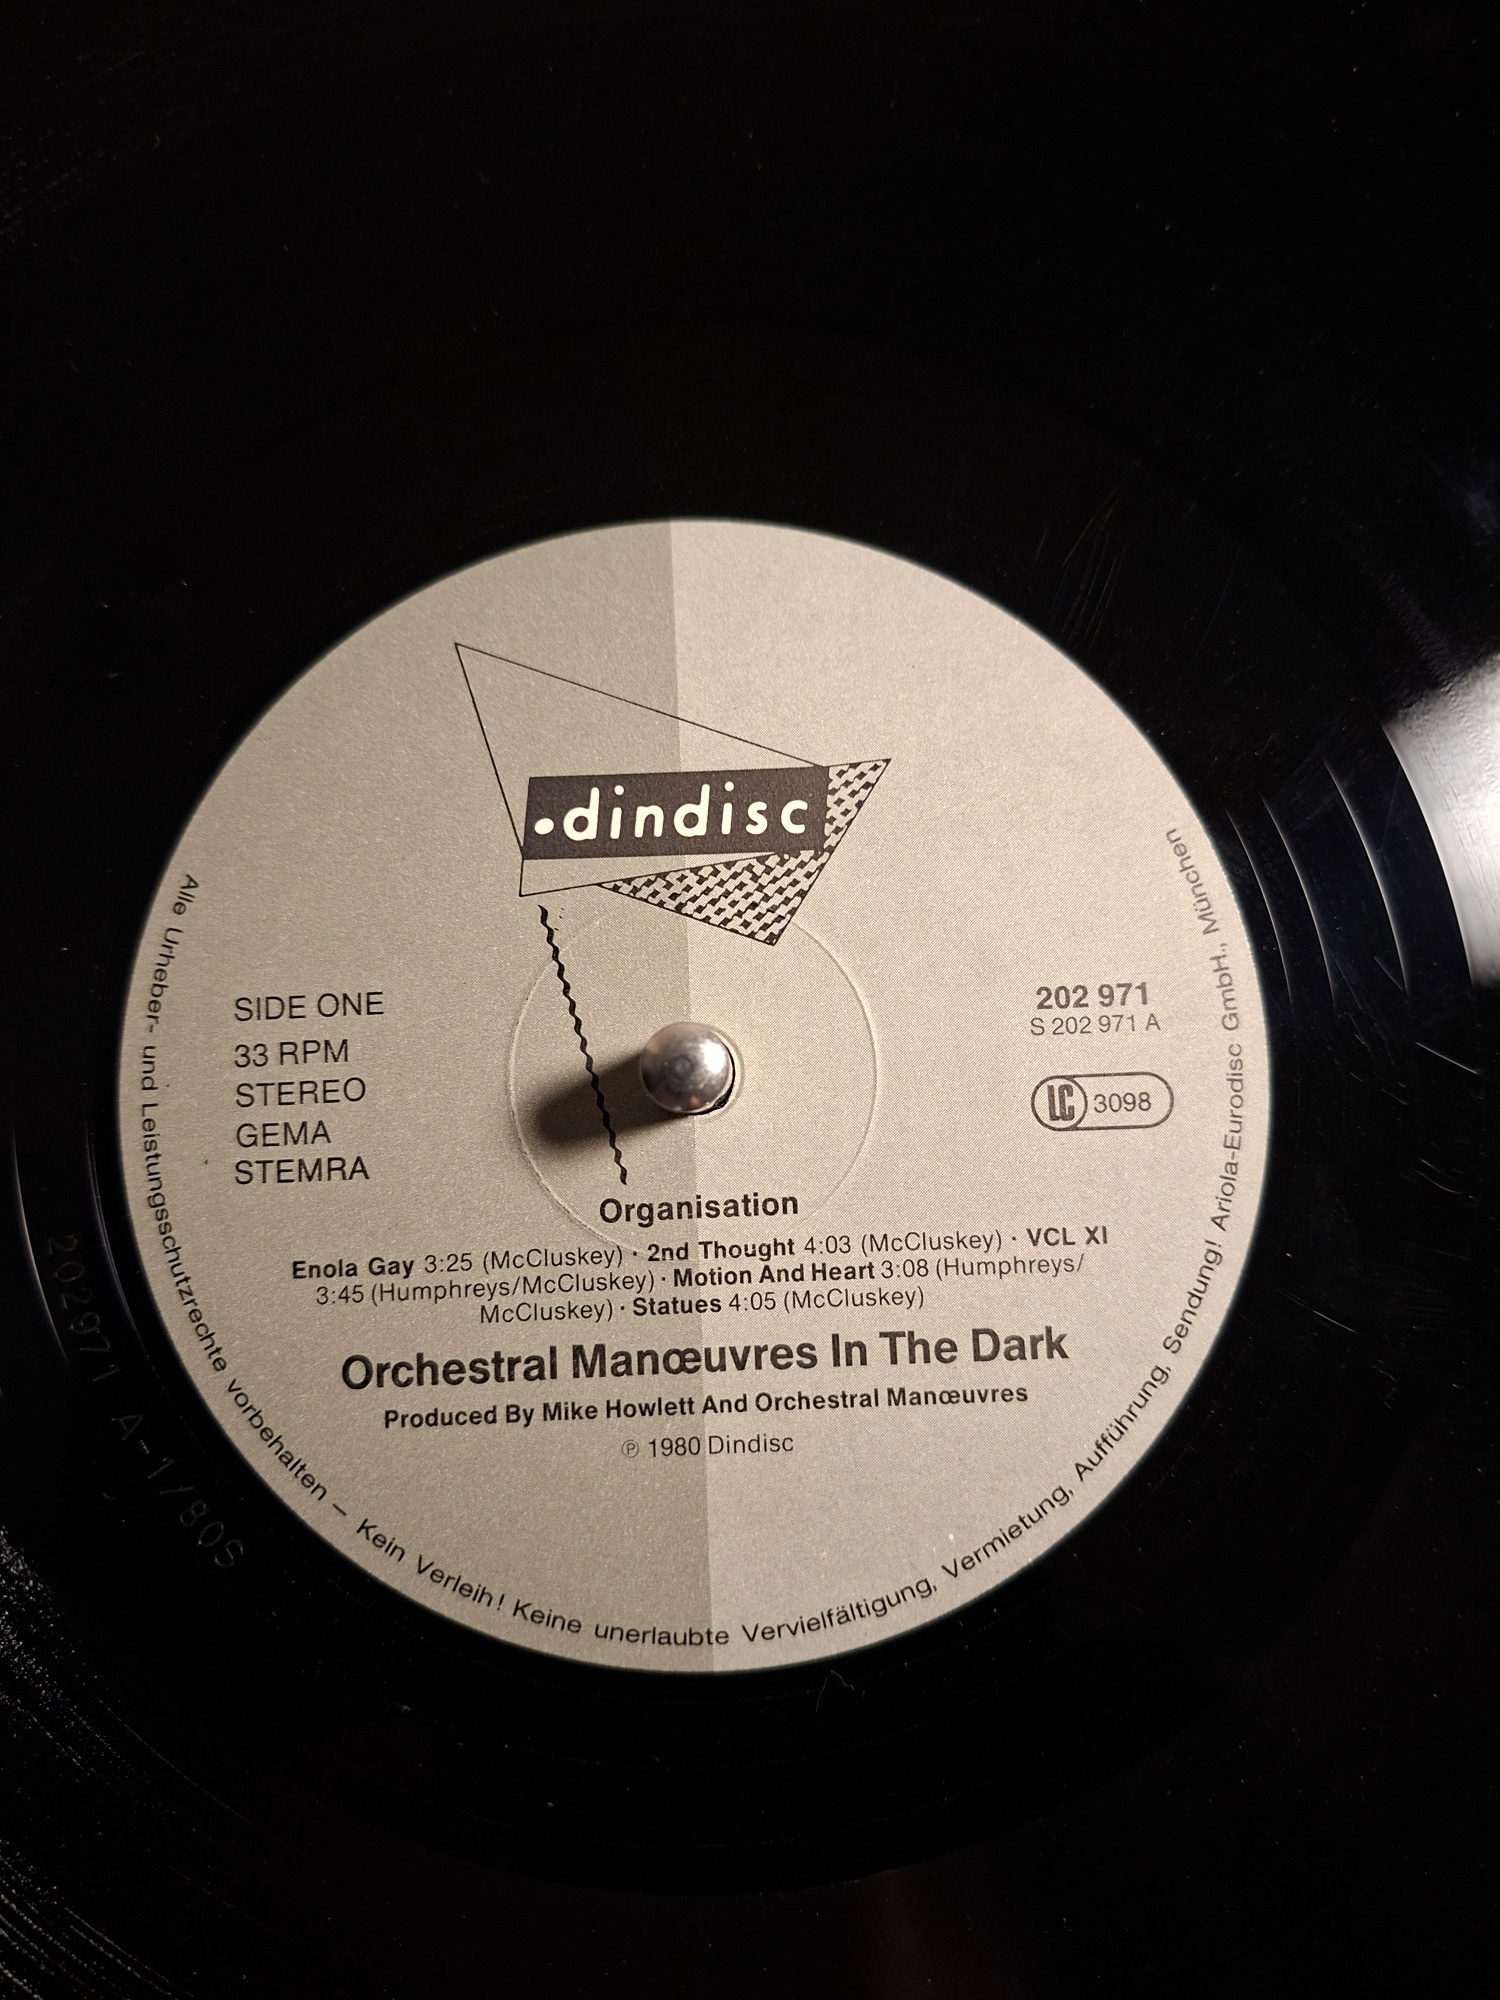 .dindisc
SIDE ONE
33 RPM
STEREO
GEMA
STEMRA
202 971
S 202 971 A
LC 3098
Organisation
Enola Gay 3:25 (McCluskey) · 2nd Thought 4:03 (McCluskey) · VCL XI
3:45 (Humphreys/McCluskey) · Motion And Heart 3:08 (Humphreys/
McCluskey) · Statues 4:05 (McCluskey)
Orchestral Manœuvres In The Dark
Produced By Mike Howlett And Orchestral Manœuvres
℗ 1980 Dindisc
Alle Urheber- und Leistungsschutzrechte vorbehalten – Kein Verleih! Keine unerlaubte Vervielfältigung, Vermietung, Aufführung, Sendung! Ariola-Eurodisc GmbH., München
202971 A-1/80S